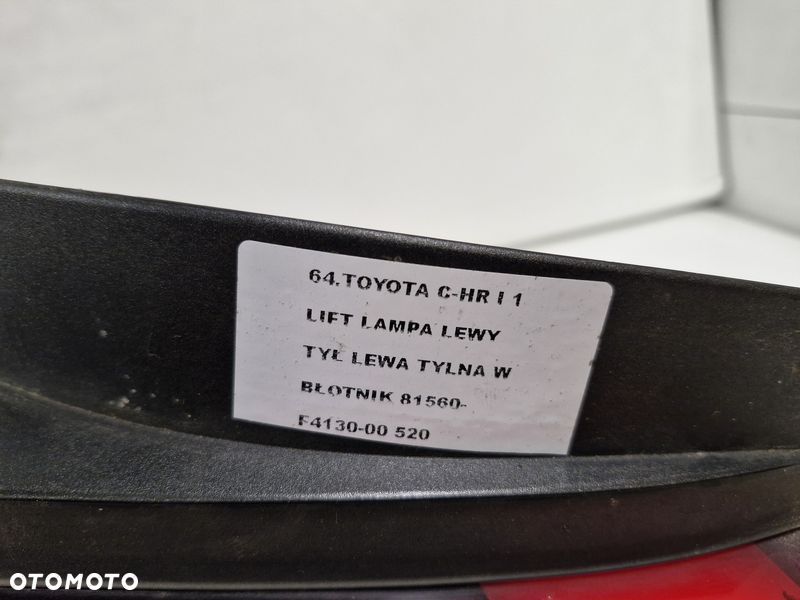 64.TOYOTA C-HR I 1
LIFT LAMPA LEWY
TYŁ LEWA TYLNA W
BŁOTNIK 81560-
F4130-00 520
OTOMOTO